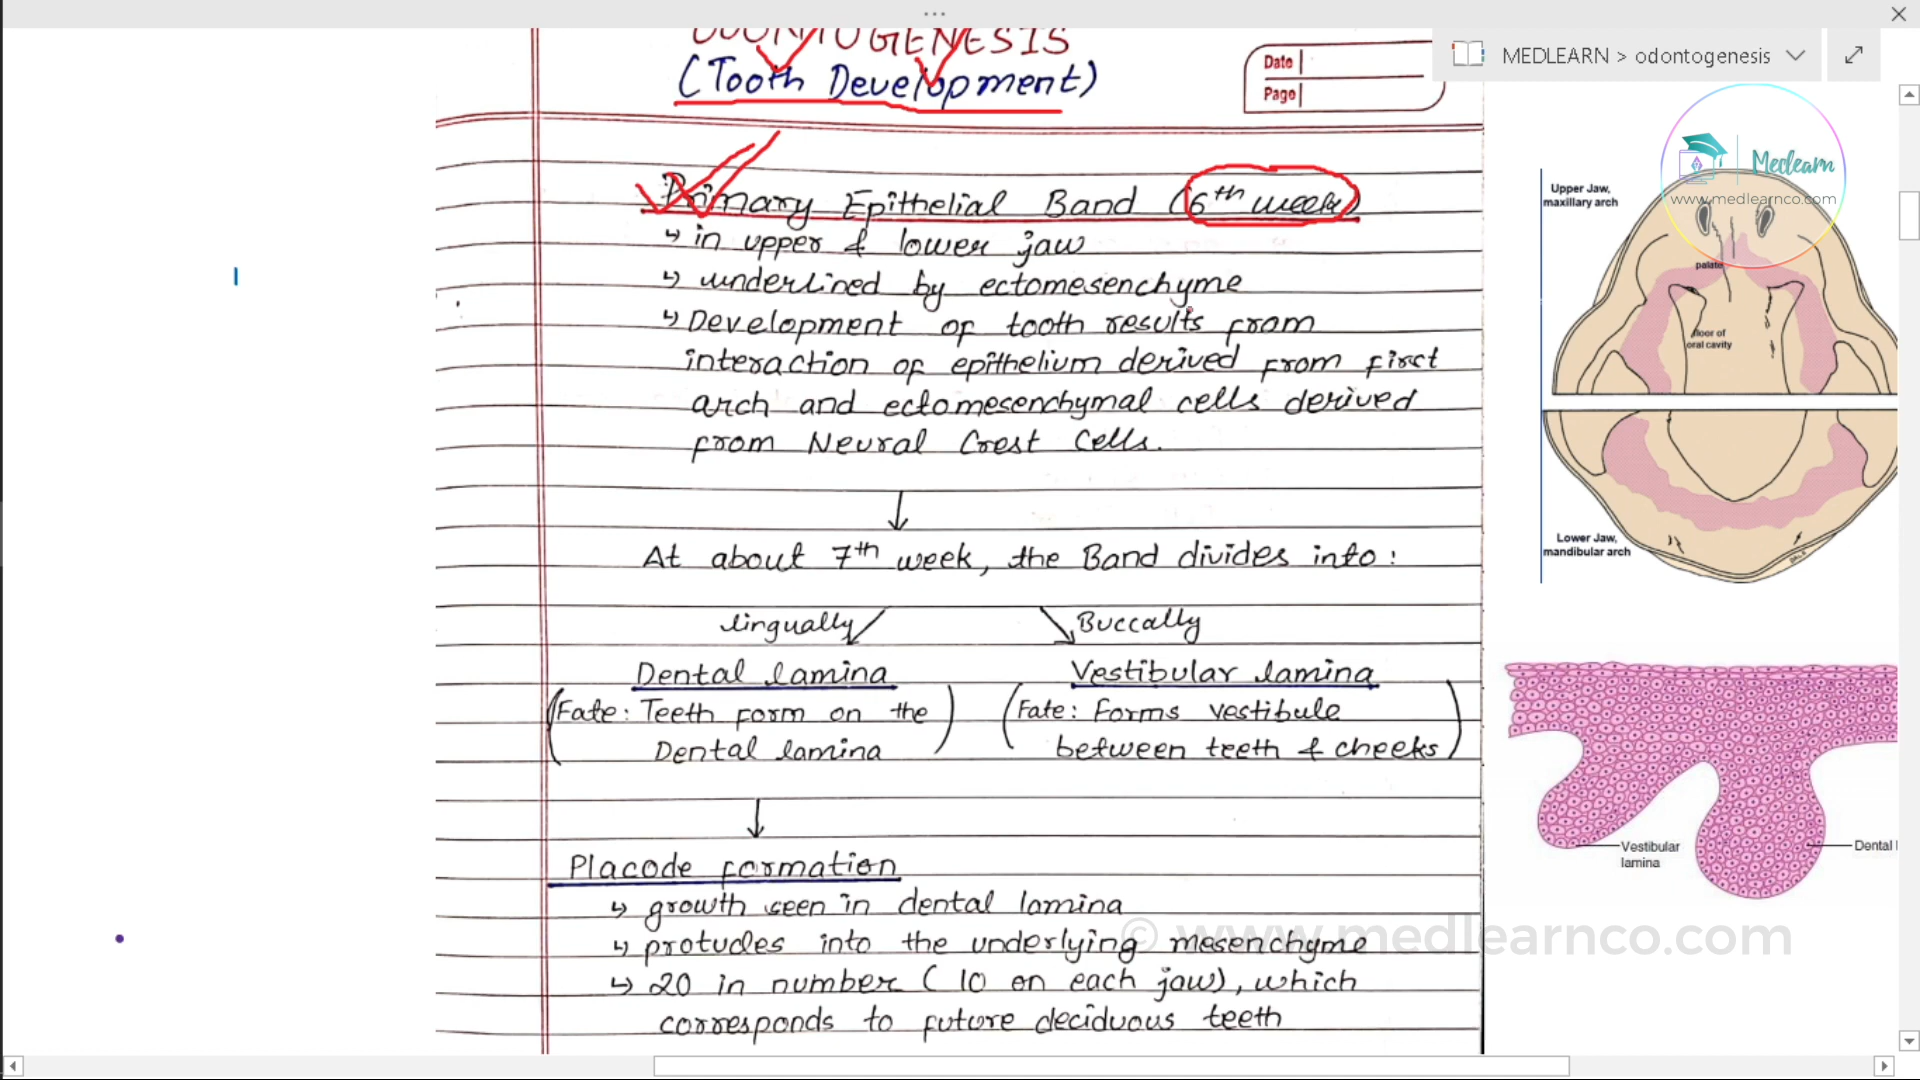 MEDLEARN > odontogenesis
ODONTOGENESIS
(Tooth Development)
Date
Page
Medlearn
www.medlearnco.com
Primary Epithelial Band (6th week)
↳ in upper & lower jaw
↳ underlined by ectomesenchyme
↳ Development of tooth results from
interaction of epithelium derived from first
arch and ectomesenchymal cells derived
from Neural Crest Cells.
↓
At about 7th week, the Band divides into:
lingually
Buccally
Dental lamina
Vestibular lamina
(Fate: Teeth form on the
Dental lamina)
(Fate: Forms vestibule
between teeth & cheeks)
↓
Placode formation
↳ growth seen in dental lamina
↳ protudes into the underlying mesenchyme
↳ 20 in number (10 on each jaw), which
corresponds to future deciduous teeth
Upper Jaw,
maxillary arch
palate
floor of
oral cavity
Lower Jaw,
mandibular arch
Vestibular
lamina
Dental l
© www.medlearnco.com